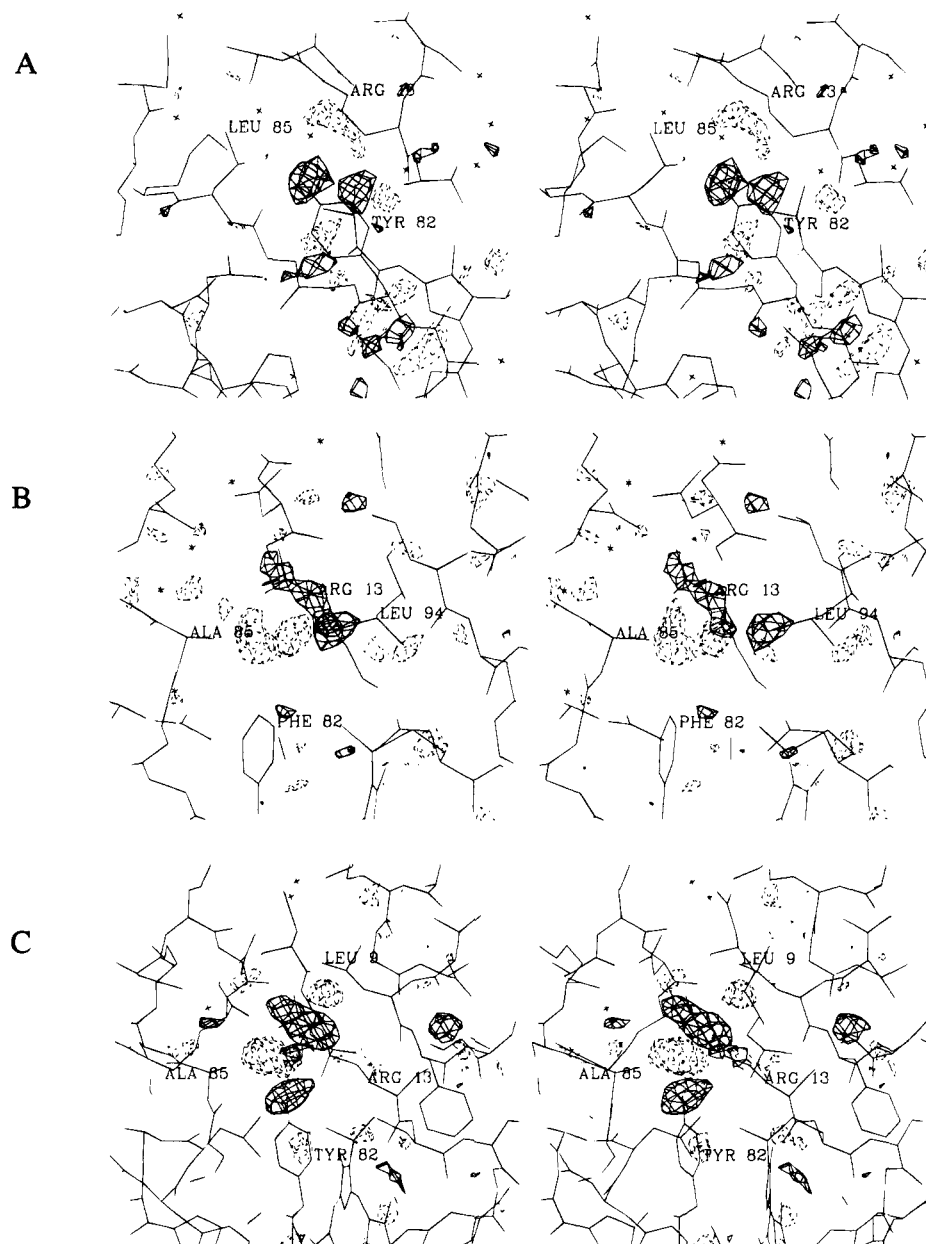 A
ARG 13 ARG 13
LEU 85 LEU 85
TYR 82 TYR 82
B
ARG 13 ARG 13
LEU 94 LEU 94
ALA 85 ALA 85
PHE 82 PHE 82
C
LEU 9 LEU 9
ALA 85 ARG 13 ALA 85 ARG 13
TYR 82 TYR 82